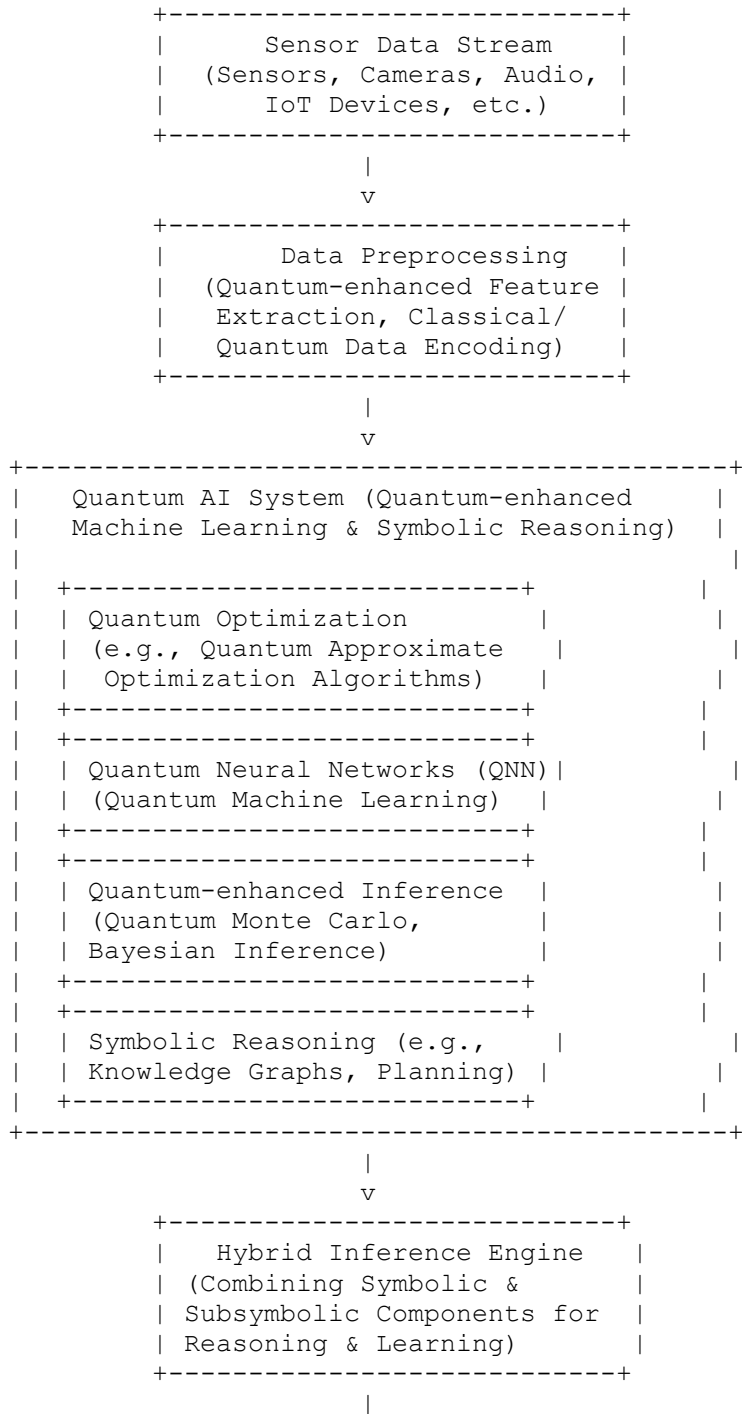 Sensor Data Stream
(Sensors, Cameras, Audio,
IoT Devices, etc.)
Data Preprocessing
(Quantum-enhanced Feature
Extraction, Classical/
Quantum Data Encoding)
Quantum AI System (Quantum-enhanced
Machine Learning & Symbolic Reasoning)
Quantum Optimization
(e.g., Quantum Approximate
Optimization Algorithms)
Quantum Neural Networks (QNN)
(Quantum Machine Learning)
Quantum-enhanced Inference
(Quantum Monte Carlo,
Bayesian Inference)
Symbolic Reasoning (e.g.,
Knowledge Graphs, Planning)
Hybrid Inference Engine
(Combining Symbolic &
Subsymbolic Components for
Reasoning & Learning)